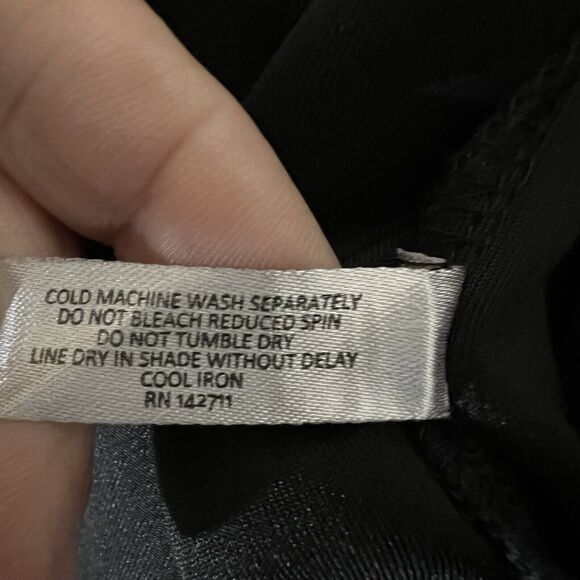 COLD MACHINE WASH SEPARATELY
DO NOT BLEACH REDUCED SPIN
DO NOT TUMBLE DRY
LINE DRY IN SHADE WITHOUT DELAY
COOL IRON
RN 142711